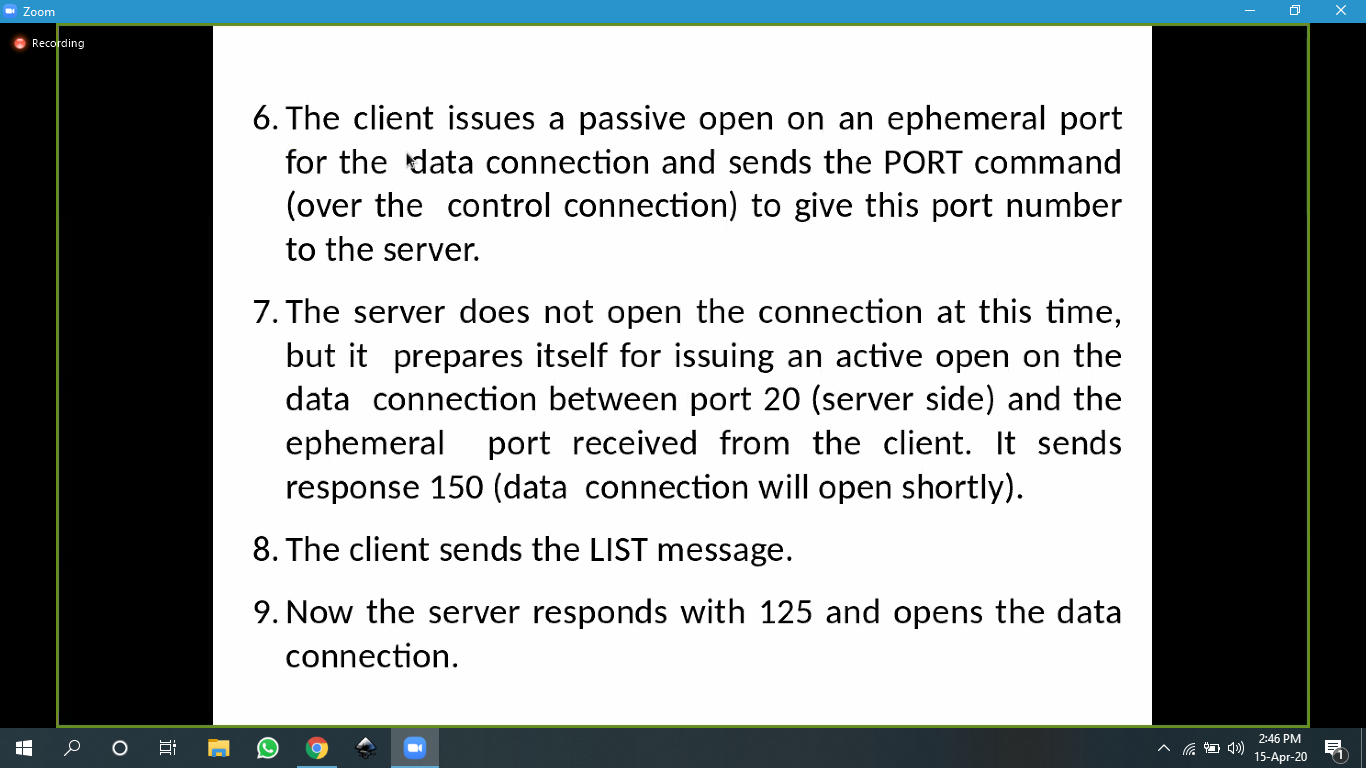 Zoom
Recording
6. The client issues a passive open on an ephemeral port
for the data connection and sends the PORT command
(over the control connection) to give this port number
to the server.
7. The server does not open the connection at this time,
but it prepares itself for issuing an active open on the
data connection between port 20 (server side) and the
ephemeral port received from the client. It sends
response 150 (data connection will open shortly).
8. The client sends the LIST message.
9. Now the server responds with 125 and opens the data
connection.
2:46 PM
15-Apr-20
1